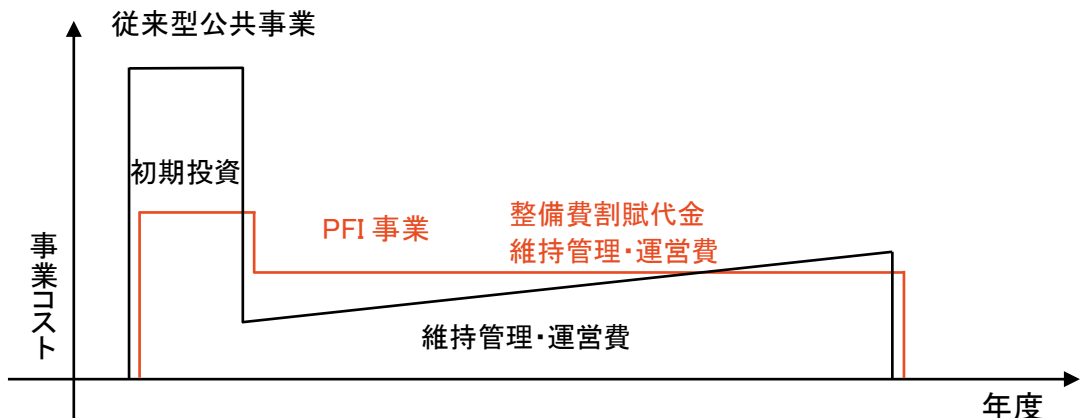 従来型公共事業
初期投資
PFI 事業
整備費割賦代金
維持管理・運営費
事業コスト
維持管理・運営費
年度